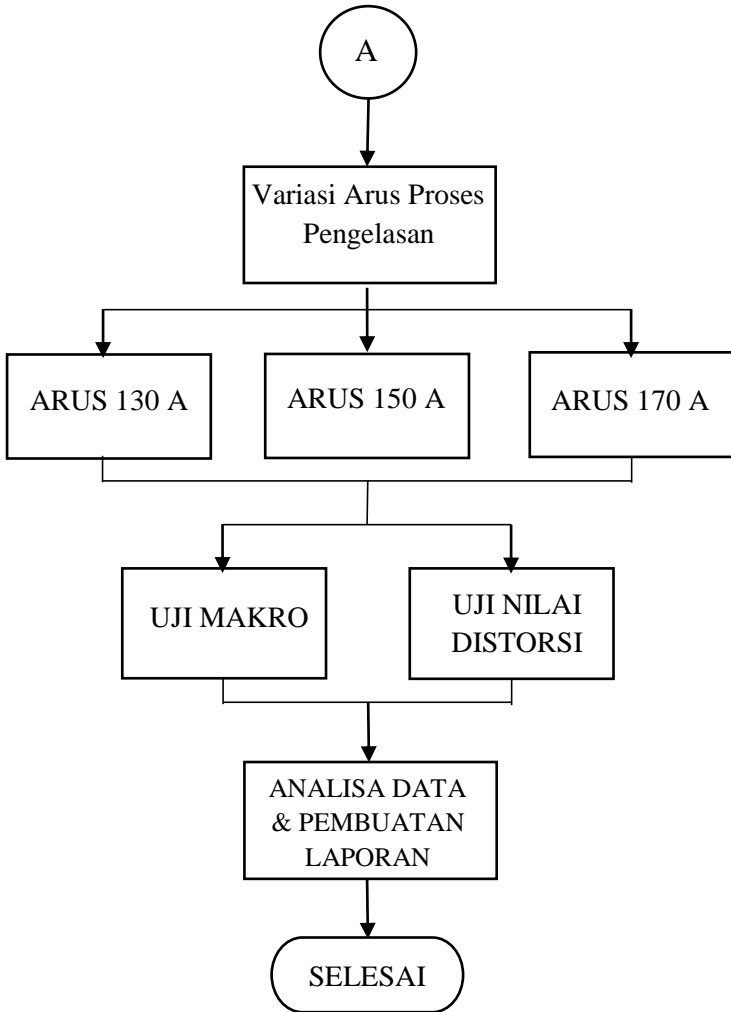 A
Variasi Arus Proses
Pengelasan
ARUS 130 A
ARUS 150 A
ARUS 170 A
UJI MAKRO
UJI NILAI
DISTORSI
ANALISA DATA
& PEMBUATAN
LAPORAN
SELESAI